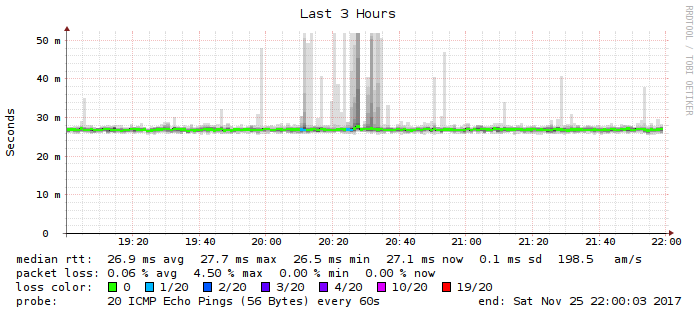 Last 3 Hours
RRDTOOL / TOBI OETIKER
Seconds
50 m
40 m
30 m
20 m
10 m
0
19:20 19:40 20:00 20:20 20:40 21:00 21:20 21:40 22:00
median rtt: 26.9 ms avg 27.7 ms max 26.5 ms min 27.1 ms now 0.1 ms sd 198.5 am/s
packet loss: 0.06 % avg 4.50 % max 0.00 % min 0.00 % now
loss color: 0 1/20 2/20 3/20 4/20 10/20 19/20
probe: 20 ICMP Echo Pings (56 Bytes) every 60s end: Sat Nov 25 22:00:03 2017